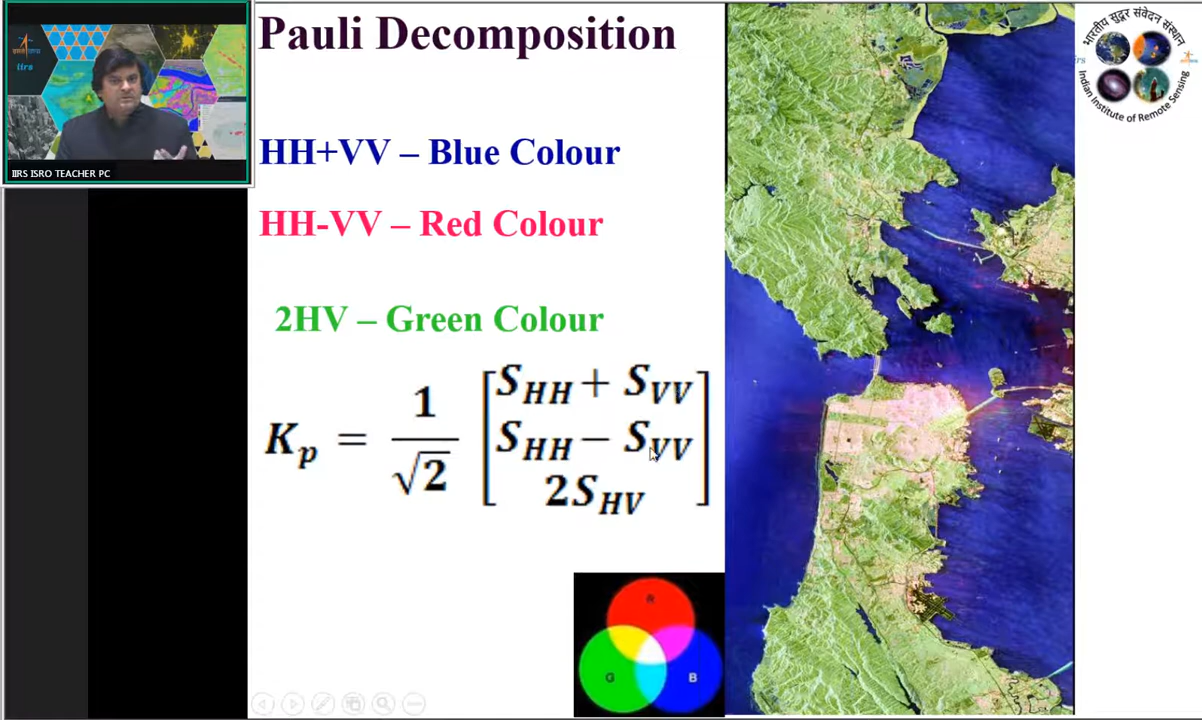 IIRS ISRO TEACHER PC
Pauli Decomposition
HH+VV – Blue Colour
HH-VV – Red Colour
2HV – Green Colour
K_p = 1/√2 [S_HH + S_VV
S_HH − S_VV
2S_HV]
R
G
B
भारतीय सुदूर संवेदन संस्थान
Indian Institute of Remote Sensing
iirs